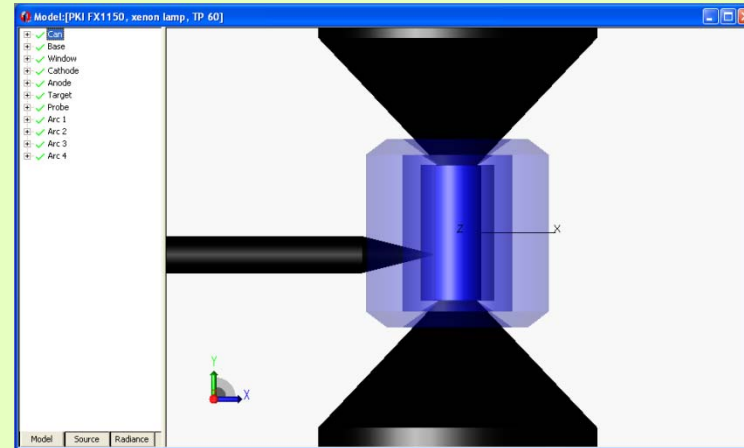 Model:[PKI FX1150, xenon lamp, TP 60]
Can
Base
Window
Cathode
Anode
Target
Probe
Arc 1
Arc 2
Arc 3
Arc 4
Z
X
Y
X
Model Source Radiance